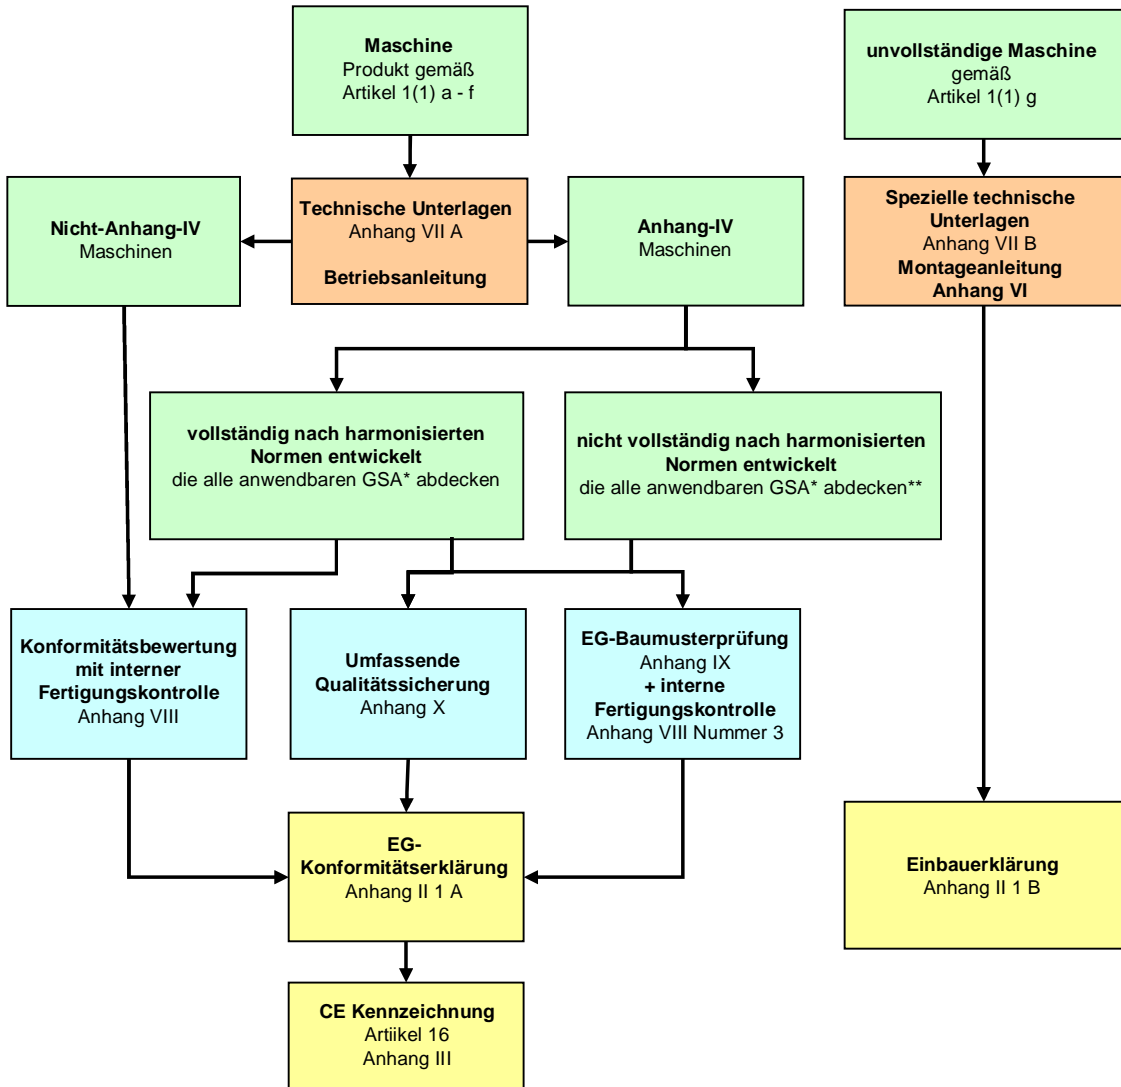 Maschine
Produkt gemäß
Artikel 1(1) a - f
unvollständige Maschine
gemäß
Artikel 1(1) g
Nicht-Anhang-IV
Maschinen
Technische Unterlagen
Anhang VII A
Betriebsanleitung
Anhang-IV
Maschinen
Spezielle technische
Unterlagen
Anhang VII B
Montageanleitung
Anhang VI
vollständig nach harmonisierten
Normen entwickelt
die alle anwendbaren GSA* abdecken
nicht vollständig nach harmonisierten
Normen entwickelt
die alle anwendbaren GSA* abdecken**
Konformitätsbewertung
mit interner
Fertigungskontrolle
Anhang VIII
Umfassende
Qualitätssicherung
Anhang X
EG-Baumusterprüfung
Anhang IX
+ interne
Fertigungskontrolle
Anhang VIII Nummer 3
EG-
Konformitätserklärung
Anhang II 1 A
Einbauerklärung
Anhang II 1 B
CE Kennzeichnung
Artiikel 16
Anhang III